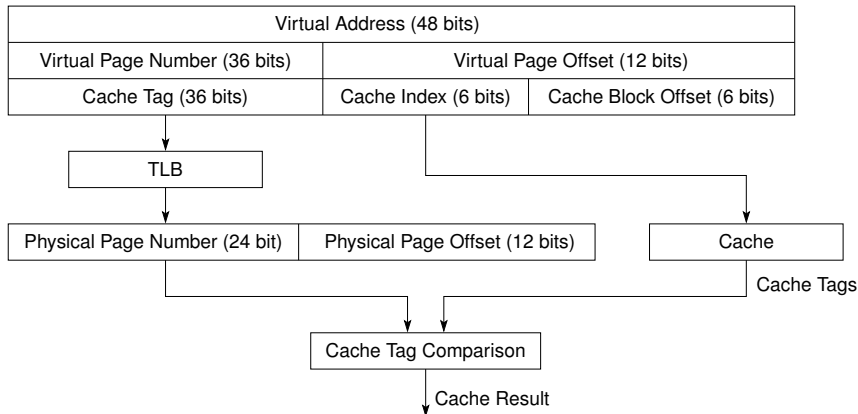 Virtual Address (48 bits)
Virtual Page Number (36 bits)
Virtual Page Offset (12 bits)
Cache Tag (36 bits)
Cache Index (6 bits)
Cache Block Offset (6 bits)
TLB
Physical Page Number (24 bit)
Physical Page Offset (12 bits)
Cache
Cache Tags
Cache Tag Comparison
Cache Result